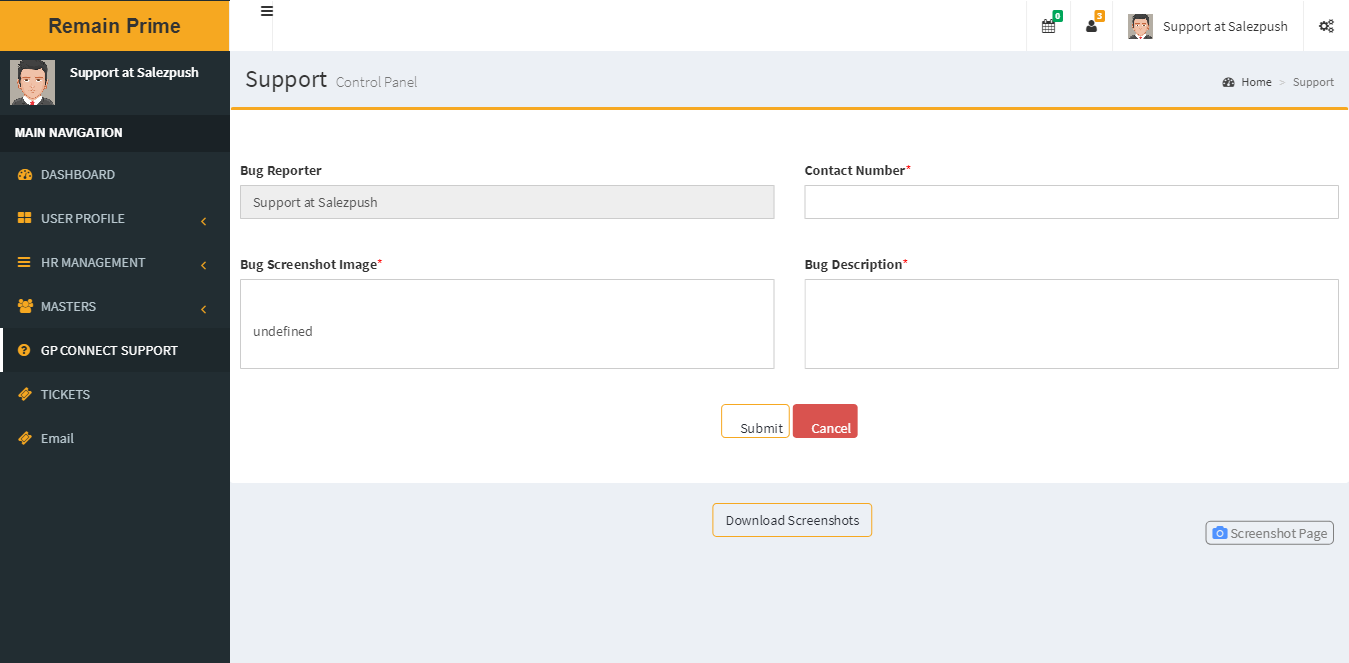 Remain Prime
0
3
Support at Salezpush
Support at Salezpush
MAIN NAVIGATION
DASHBOARD
USER PROFILE
HR MANAGEMENT
MASTERS
GP CONNECT SUPPORT
TICKETS
Email
Support Control Panel
Home > Support
Bug Reporter
Support at Salezpush
Contact Number*
Bug Screenshot Image*
undefined
Bug Description*
Submit
Cancel
Download Screenshots
Screenshot Page